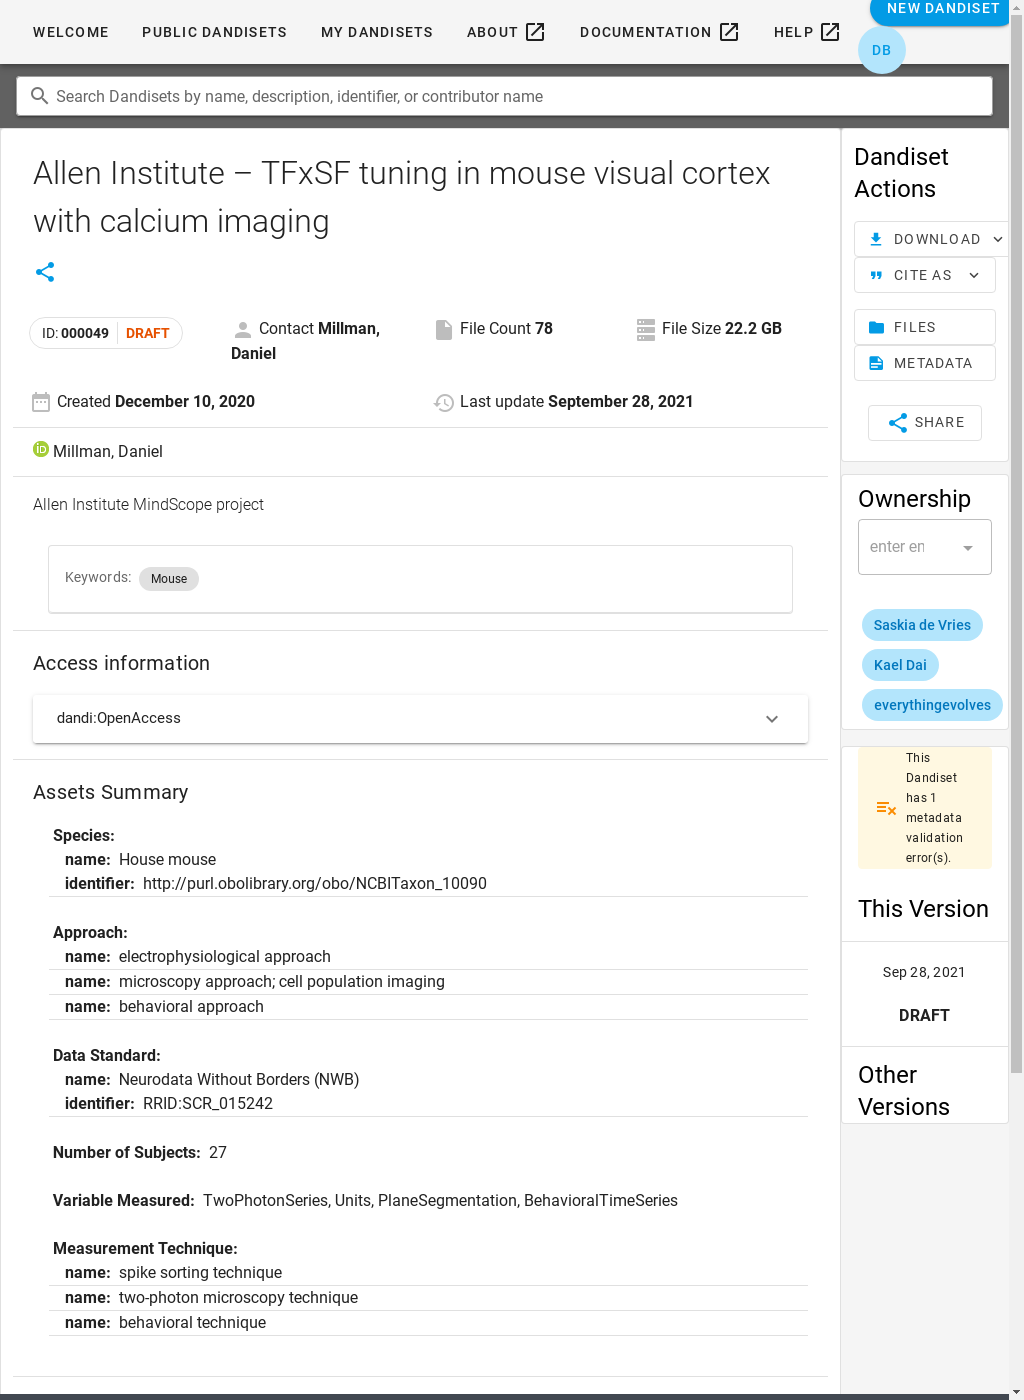 WELCOME PUBLIC DANDISETS MY DANDISETS ABOUT DOCUMENTATION HELP NEW DANDISET
DB
Search Dandisets by name, description, identifier, or contributor name
Allen Institute – TFxSF tuning in mouse visual cortex
with calcium imaging
ID: 000049 DRAFT
Contact Millman,
Daniel
File Count 78
File Size 22.2 GB
Created December 10, 2020
Last update September 28, 2021
iD Millman, Daniel
Allen Institute MindScope project
Keywords: Mouse
Access information
dandi:OpenAccess
Assets Summary
Species:
name: House mouse
identifier: http://purl.obolibrary.org/obo/NCBITaxon_10090
Approach:
name: electrophysiological approach
name: microscopy approach; cell population imaging
name: behavioral approach
Data Standard:
name: Neurodata Without Borders (NWB)
identifier: RRID:SCR_015242
Number of Subjects: 27
Variable Measured: TwoPhotonSeries, Units, PlaneSegmentation, BehavioralTimeSeries
Measurement Technique:
name: spike sorting technique
name: two-photon microscopy technique
name: behavioral technique
Dandiset
Actions
DOWNLOAD
CITE AS
FILES
METADATA
SHARE
Ownership
enter en
Saskia de Vries
Kael Dai
everythingevolves
This
Dandiset
has 1
metadata
validation
error(s).
This Version
Sep 28, 2021
DRAFT
Other
Versions